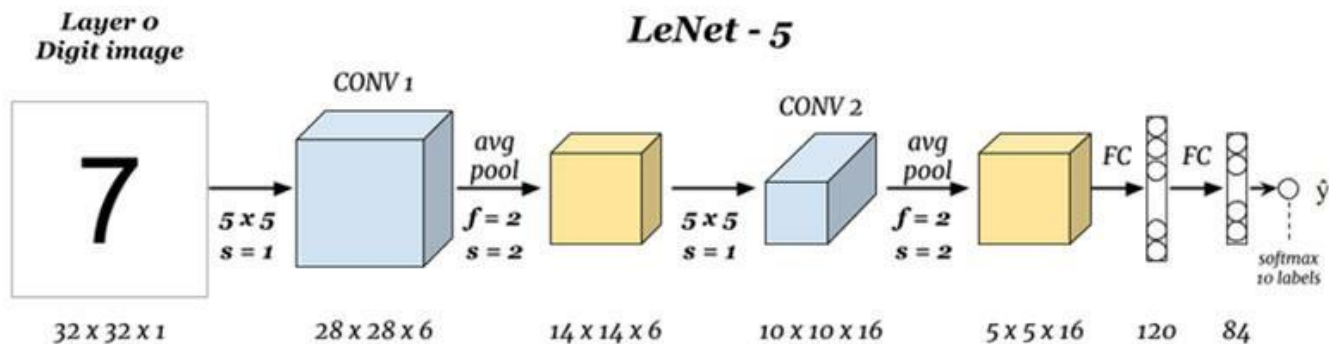 Layer 0
Digit image
LeNet - 5
7
CONV 1
avg
pool
CONV 2
avg
pool
FC
FC
5 x 5
s = 1
f = 2
s = 2
5 x 5
s = 1
f = 2
s = 2
ŷ
softmax
10 labels
32 x 32 x 1
28 x 28 x 6
14 x 14 x 6
10 x 10 x 16
5 x 5 x 16
120
84